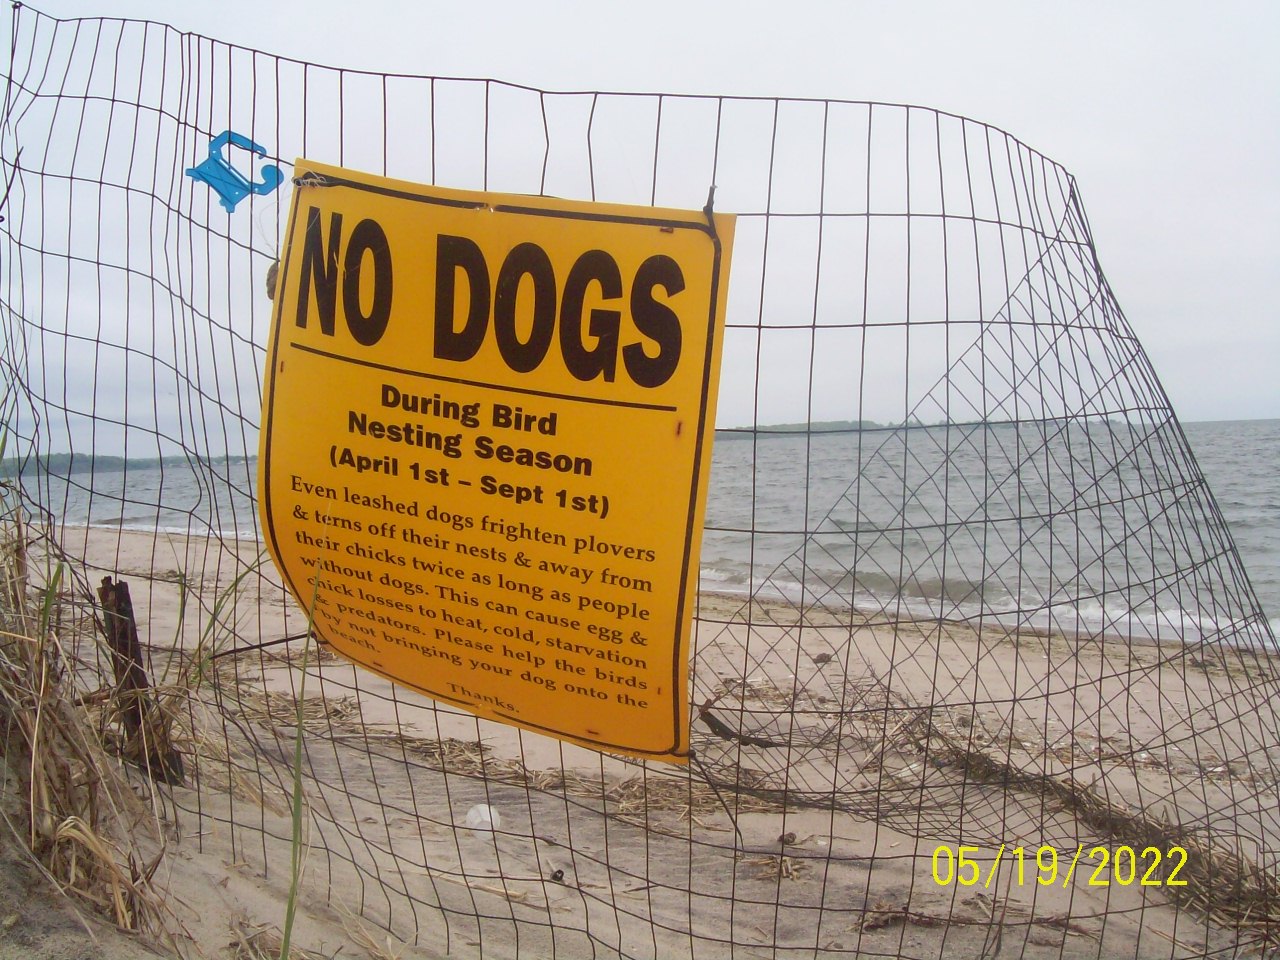 NO DOGS
During Bird
Nesting Season
(April 1st – Sept 1st)
Even leashed dogs frighten plovers
& terns off their nests & away from
their chicks twice as long as people
without dogs. This can cause egg &
chick losses to heat, cold, starvation
& predators. Please help the birds
by not bringing your dog onto the
beach.
Thanks.
05/19/2022